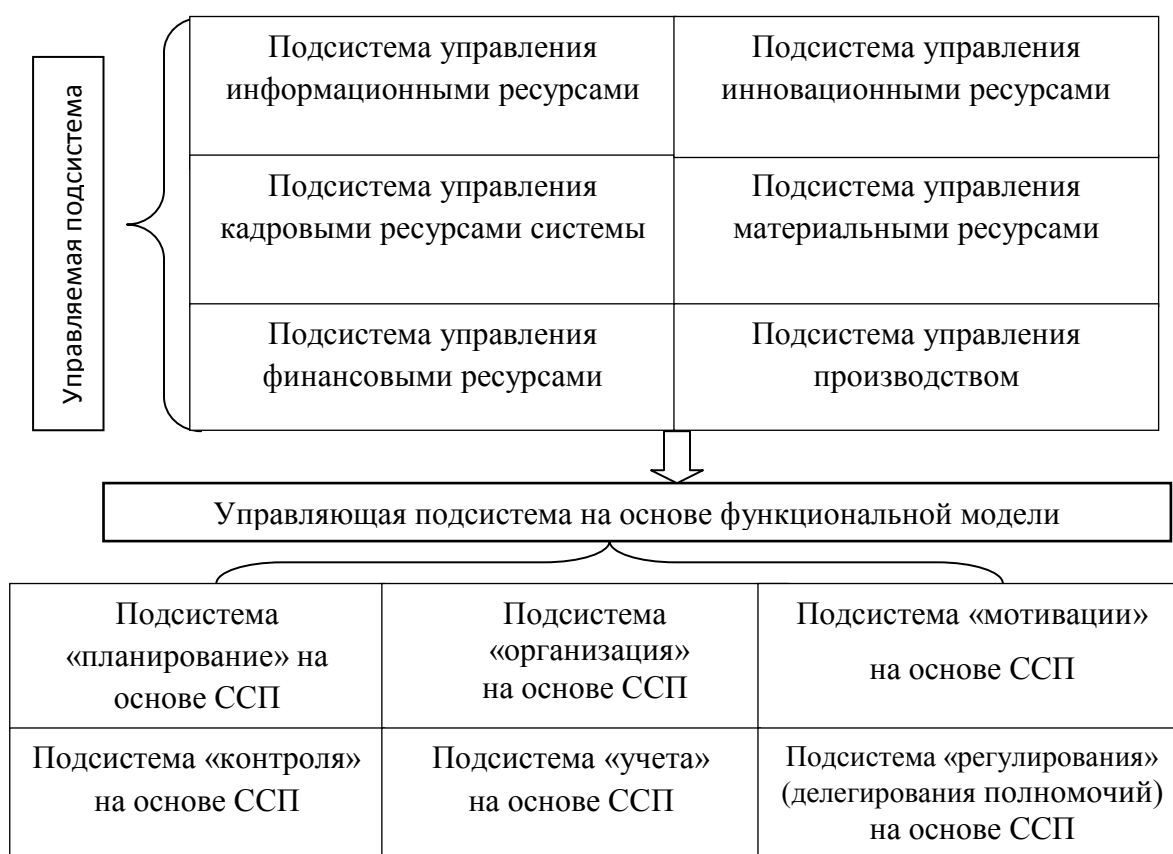 Управляемая подсистема
Подсистема управления
информационными ресурсами
Подсистема управления
инновационными ресурсами
Подсистема управления
кадровыми ресурсами системы
Подсистема управления
материальными ресурсами
Подсистема управления
финансовыми ресурсами
Подсистема управления
производством
Управляющая подсистема на основе функциональной модели
Подсистема
«планирование» на
основе ССП
Подсистема
«организация»
на основе ССП
Подсистема «мотивации»
на основе ССП
Подсистема «контроля»
на основе ССП
Подсистема «учета»
на основе ССП
Подсистема «регулирования»
(делегирования полномочий)
на основе ССП